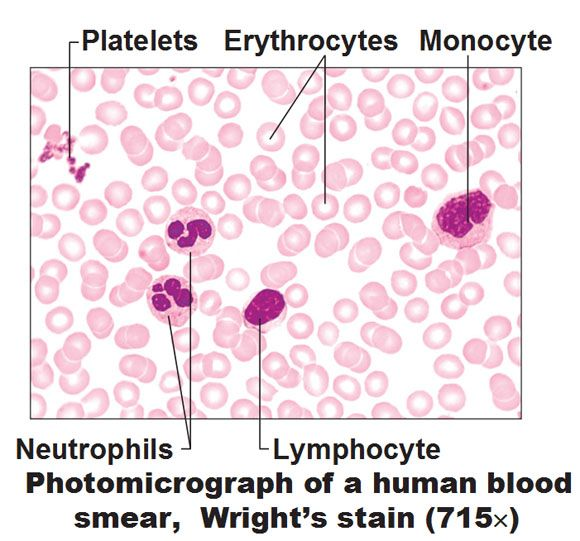 Platelets Erythrocytes Monocyte
Neutrophils Lymphocyte
Photomicrograph of a human blood
smear, Wright's stain (715×)